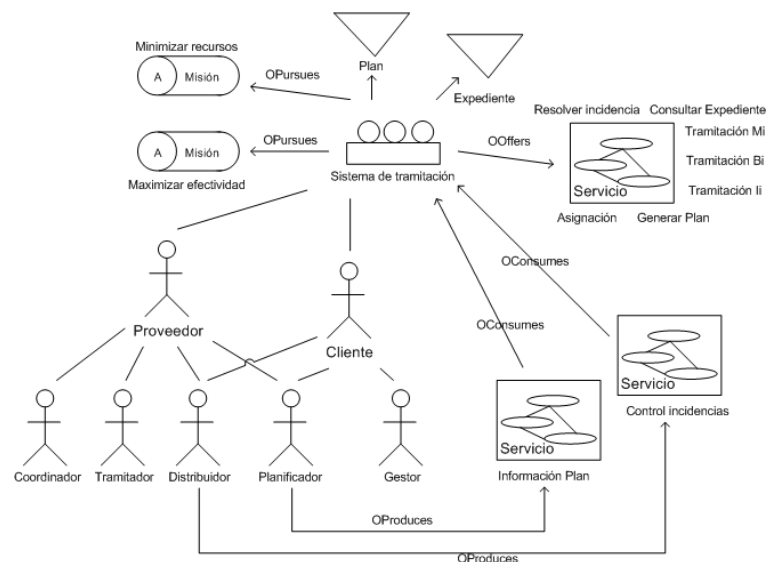 Minimizar recursos
A Misión
OPursues
Plan
Expediente
OPursues
A Misión
Maximizar efectividad
Sistema de tramitación
OOffers
Resolver incidencia Consultar Expediente
Tramitación Mi
Tramitación Bi
Tramitación Ii
Servicio
Asignación Generar Plan
OConsumes
OConsumes
Proveedor
Cliente
Servicio
Control incidencias
Servicio
Información Plan
Coordinador Tramitador Distribuidor Planificador Gestor
OProduces
OProduces